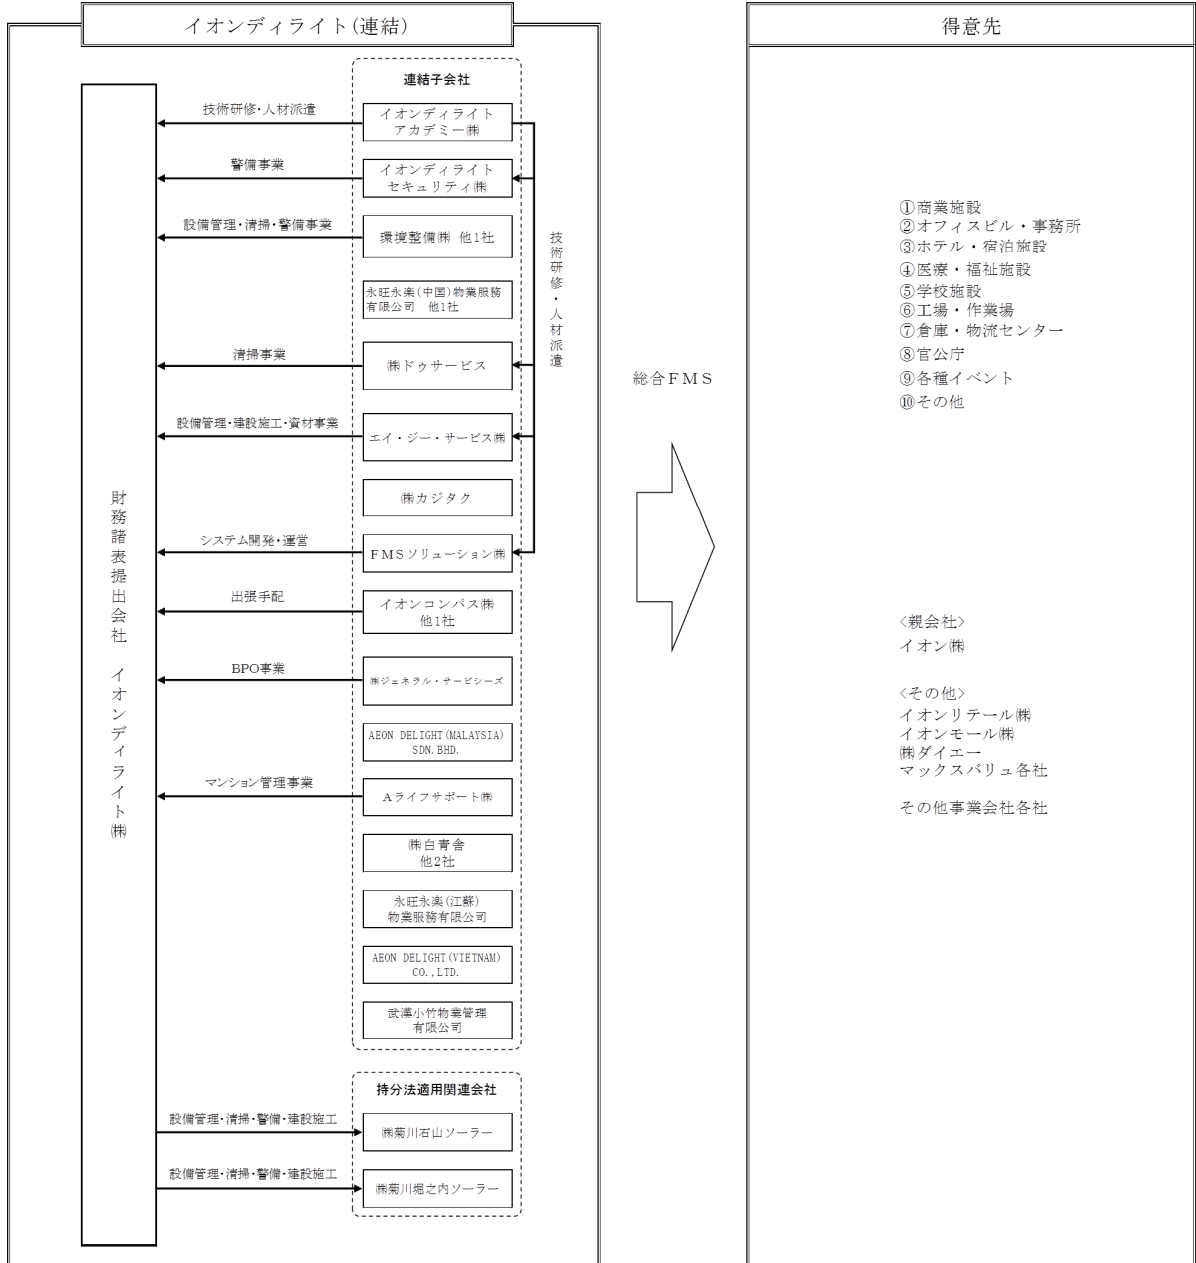 イオンディライト(連結)
得意先
連結子会社
技術研修・人材派遣
イオンディライト
アカデミー㈱
警備事業
イオンディライト
セキュリティ㈱
設備管理・清掃・警備事業
環境整備㈱ 他1社
永旺永楽(中国)物業服務
有限公司 他1社
清掃事業
㈱ドゥサービス
設備管理・建設施工・資材事業
エイ・ジー・サービス㈱
㈱カジタク
システム開発・運営
FMSソリューション㈱
出張手配
イオンコンパス㈱
他1社
BPO事業
㈱ジェネラル・サービシーズ
AEON DELIGHT(MALAYSIA)
SDN.BHD.
マンション管理事業
Aライフサポート㈱
㈱白青舎
他2社
永旺永楽(江蘇)
物業服務有限公司
AEON DELIGHT(VIETNAM)
CO.,LTD.
武漢小竹物業管理
有限公司
持分法適用関連会社
設備管理・清掃・警備・建設施工
㈱菊川石山ソーラー
設備管理・清掃・警備・建設施工
㈱菊川堀之内ソーラー
財務諸表提出会社 イオンディライト㈱
技術研修・人材派遣
総合FMS
①商業施設
②オフィスビル・事務所
③ホテル・宿泊施設
④医療・福祉施設
⑤学校施設
⑥工場・作業場
⑦倉庫・物流センター
⑧官公庁
⑨各種イベント
⑩その他
<親会社>
イオン㈱
<その他>
イオンリテール㈱
イオンモール㈱
㈱ダイエー
マックスバリュ各社
その他事業会社各社